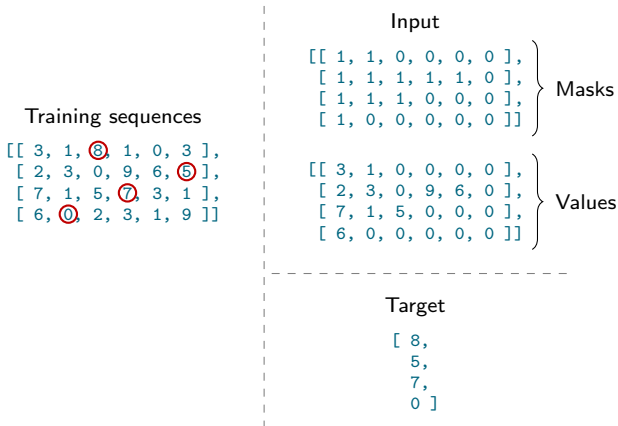 Training sequences
[[ 3, 1, 8, 1, 0, 3 ],
[ 2, 3, 0, 9, 6, 5 ],
[ 7, 1, 5, 7, 3, 1 ],
[ 6, 0, 2, 3, 1, 9 ]]
Input
[[ 1, 1, 0, 0, 0, 0 ],
[ 1, 1, 1, 1, 1, 0 ],
[ 1, 1, 1, 0, 0, 0 ],
[ 1, 0, 0, 0, 0, 0 ]]
Masks
[[ 3, 1, 0, 0, 0, 0 ],
[ 2, 3, 0, 9, 6, 0 ],
[ 7, 1, 5, 0, 0, 0 ],
[ 6, 0, 0, 0, 0, 0 ]]
Values
Target
[ 8,
5,
7,
0 ]